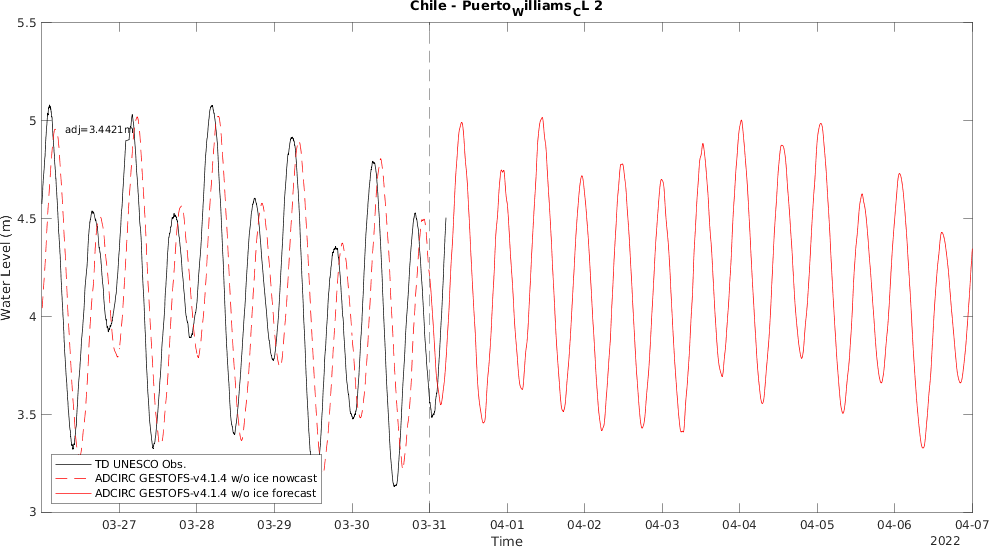 Chile - PuertoWilliamsCL 2
5.5
5
4.5
4
3.5
3
Water Level (m)
adj=3.4421m
TD UNESCO Obs.
ADCIRC GESTOFS-v4.1.4 w/o ice nowcast
ADCIRC GESTOFS-v4.1.4 w/o ice forecast
03-27 03-28 03-29 03-30 03-31 04-01 04-02 04-03 04-04 04-05 04-06 04-07
Time
2022